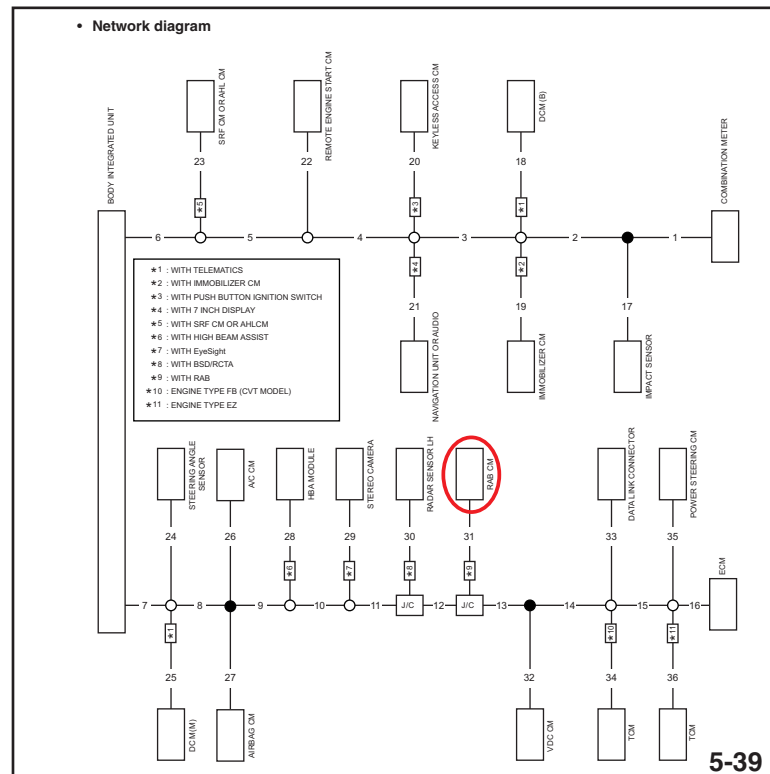 • Network diagram
SRF CM OR AHL CM
REMOTE ENGINE START CM
KEYLESS ACCESS CM
DCM (B)
BODY INTEGRATED UNIT
COMBINATION METER
23
22
20
18
*5
*3
*1
6
5
4
3
2
1
*4
*2
21
19
17
NAVIGATION UNIT OR AUDIO
IMMOBILIZER CM
IMPACT SENSOR
*1 : WITH TELEMATICS
*2 : WITH IMMOBILIZER CM
*3 : WITH PUSH BUTTON IGNITION SWITCH
*4 : WITH 7 INCH DISPLAY
*5 : WITH SRF CM OR AHLCM
*6 : WITH HIGH BEAM ASSIST
*7 : WITH EyeSight
*8 : WITH BSD/RCTA
*9 : WITH RAB
*10 : ENGINE TYPE FB (CVT MODEL)
*11 : ENGINE TYPE EZ
STEERING ANGLE
SENSOR
A/C CM
HBA MODULE
STEREO CAMERA
RADAR SENSOR LH
RAB CM
DATA LINK CONNECTOR
POWER STEERING CM
ECM
24
26
28
29
30
31
33
35
*6
*7
*8
*9
7
8
9
10
11
J/C
12
J/C
13
14
15
16
*1
*10
*11
25
27
32
34
36
DCM(M)
AIRBAG CM
VDC CM
TCM
TCM
5-39